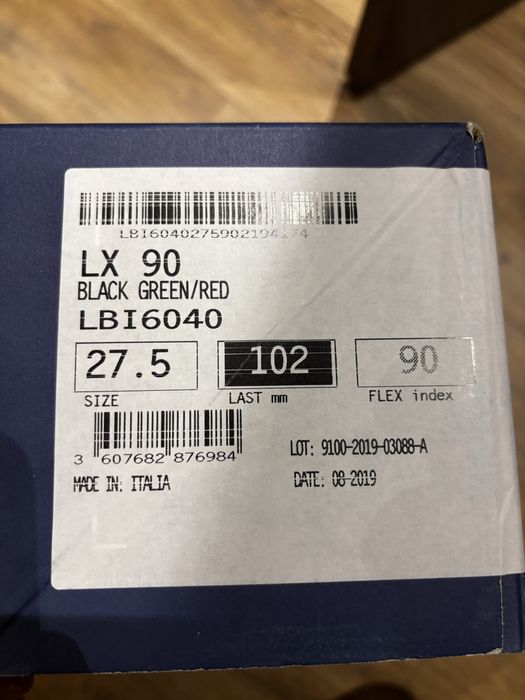 LX 90
BLACK GREEN/RED
LBI6040
27.5 102 90
SIZE LAST mm FLEX index
3 607682 876984
LOT: 9100-2019-03088-A
MADE IN: ITALIA DATE: 08-2019